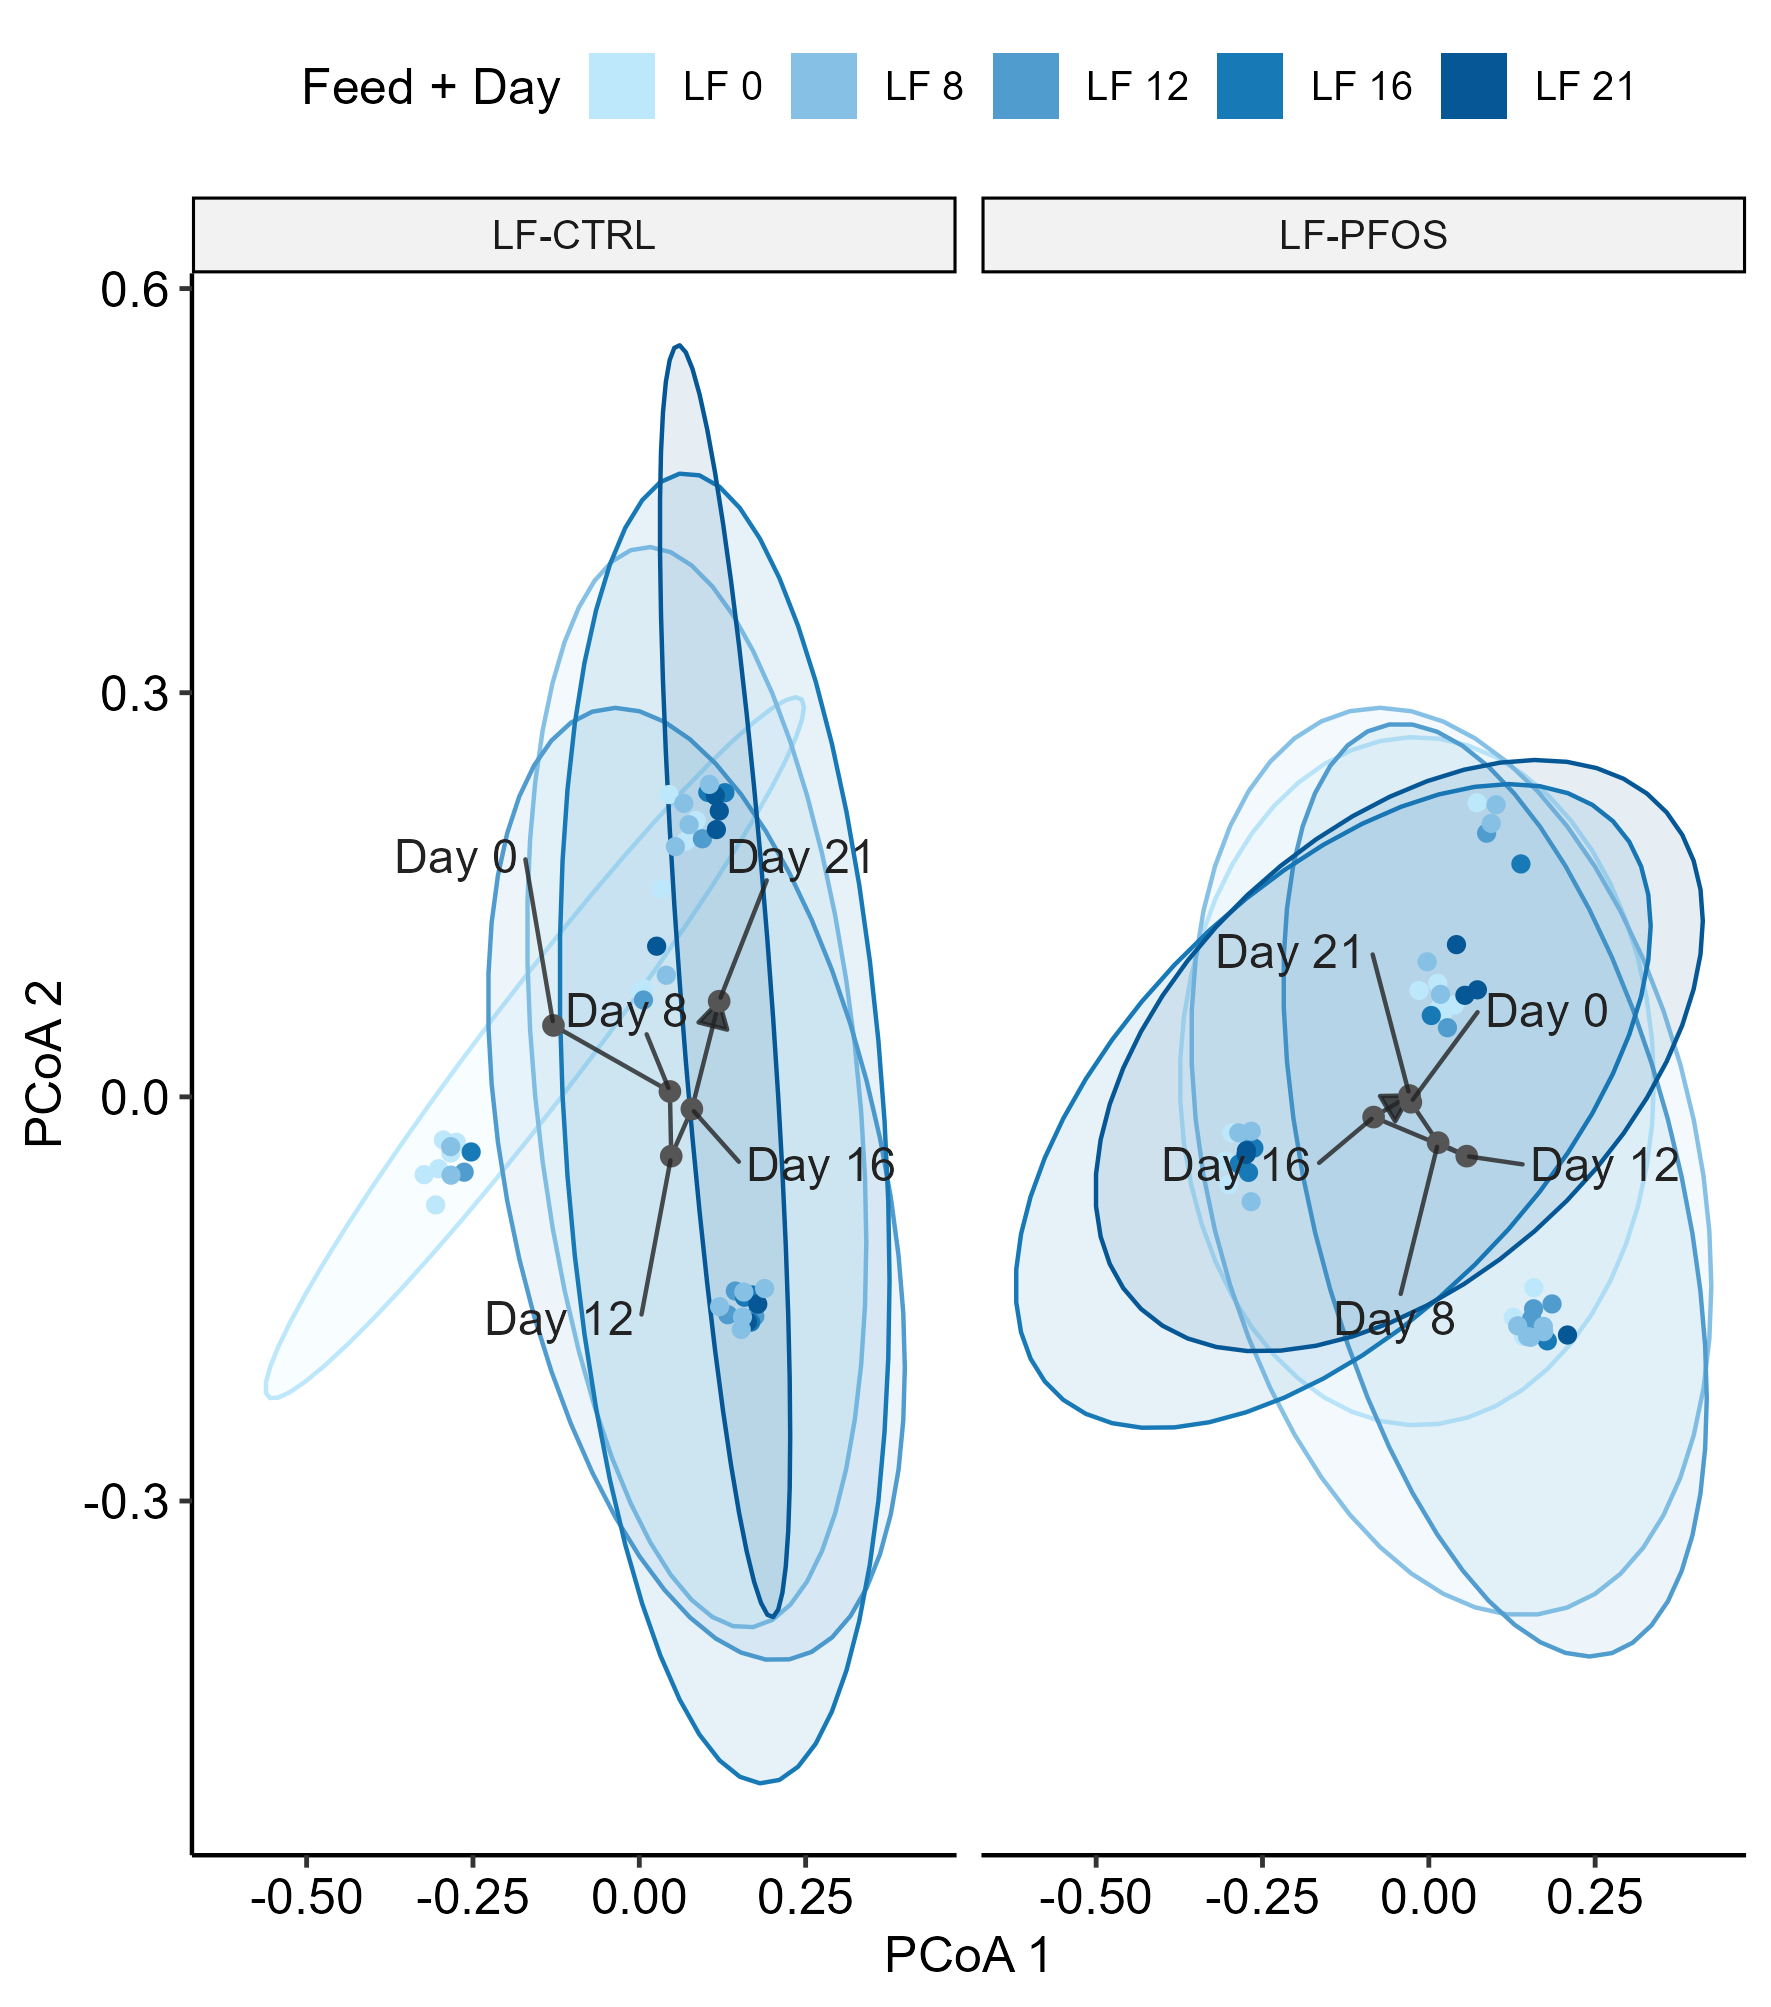 Feed + Day LF 0 LF 8 LF 12 LF 16 LF 21
LF-CTRL LF-PFOS
0.6
0.3
0.0
-0.3
PCoA 2
Day 0
Day 21
Day 8
Day 16
Day 12
Day 21
Day 0
Day 16
Day 12
Day 8
-0.50 -0.25 0.00 0.25 -0.50 -0.25 0.00 0.25
PCoA 1